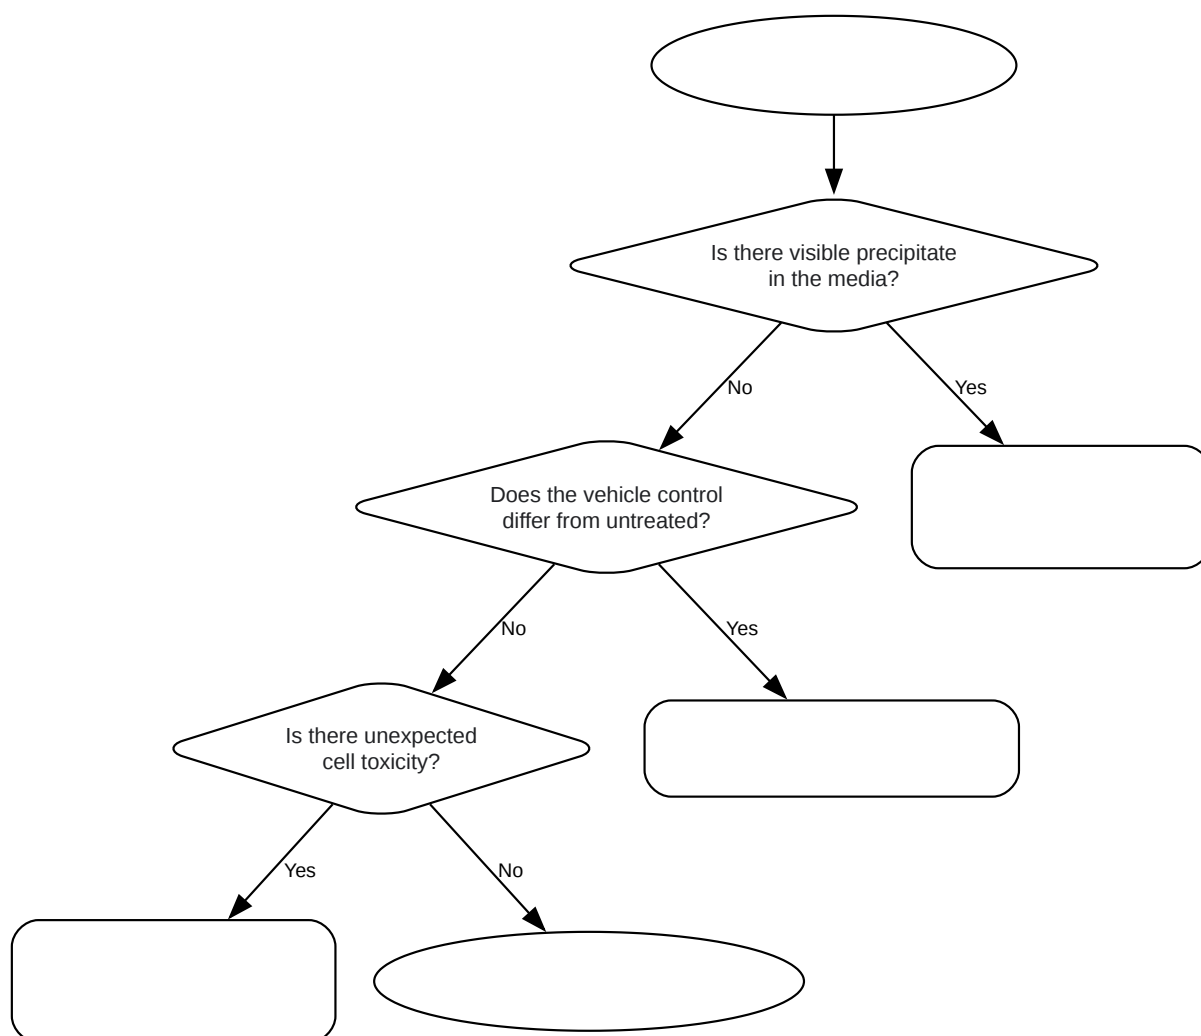 Is there visible precipitate
in the media?
No
Yes
Does the vehicle control
differ from untreated?
No
Yes
Is there unexpected
cell toxicity?
Yes
No